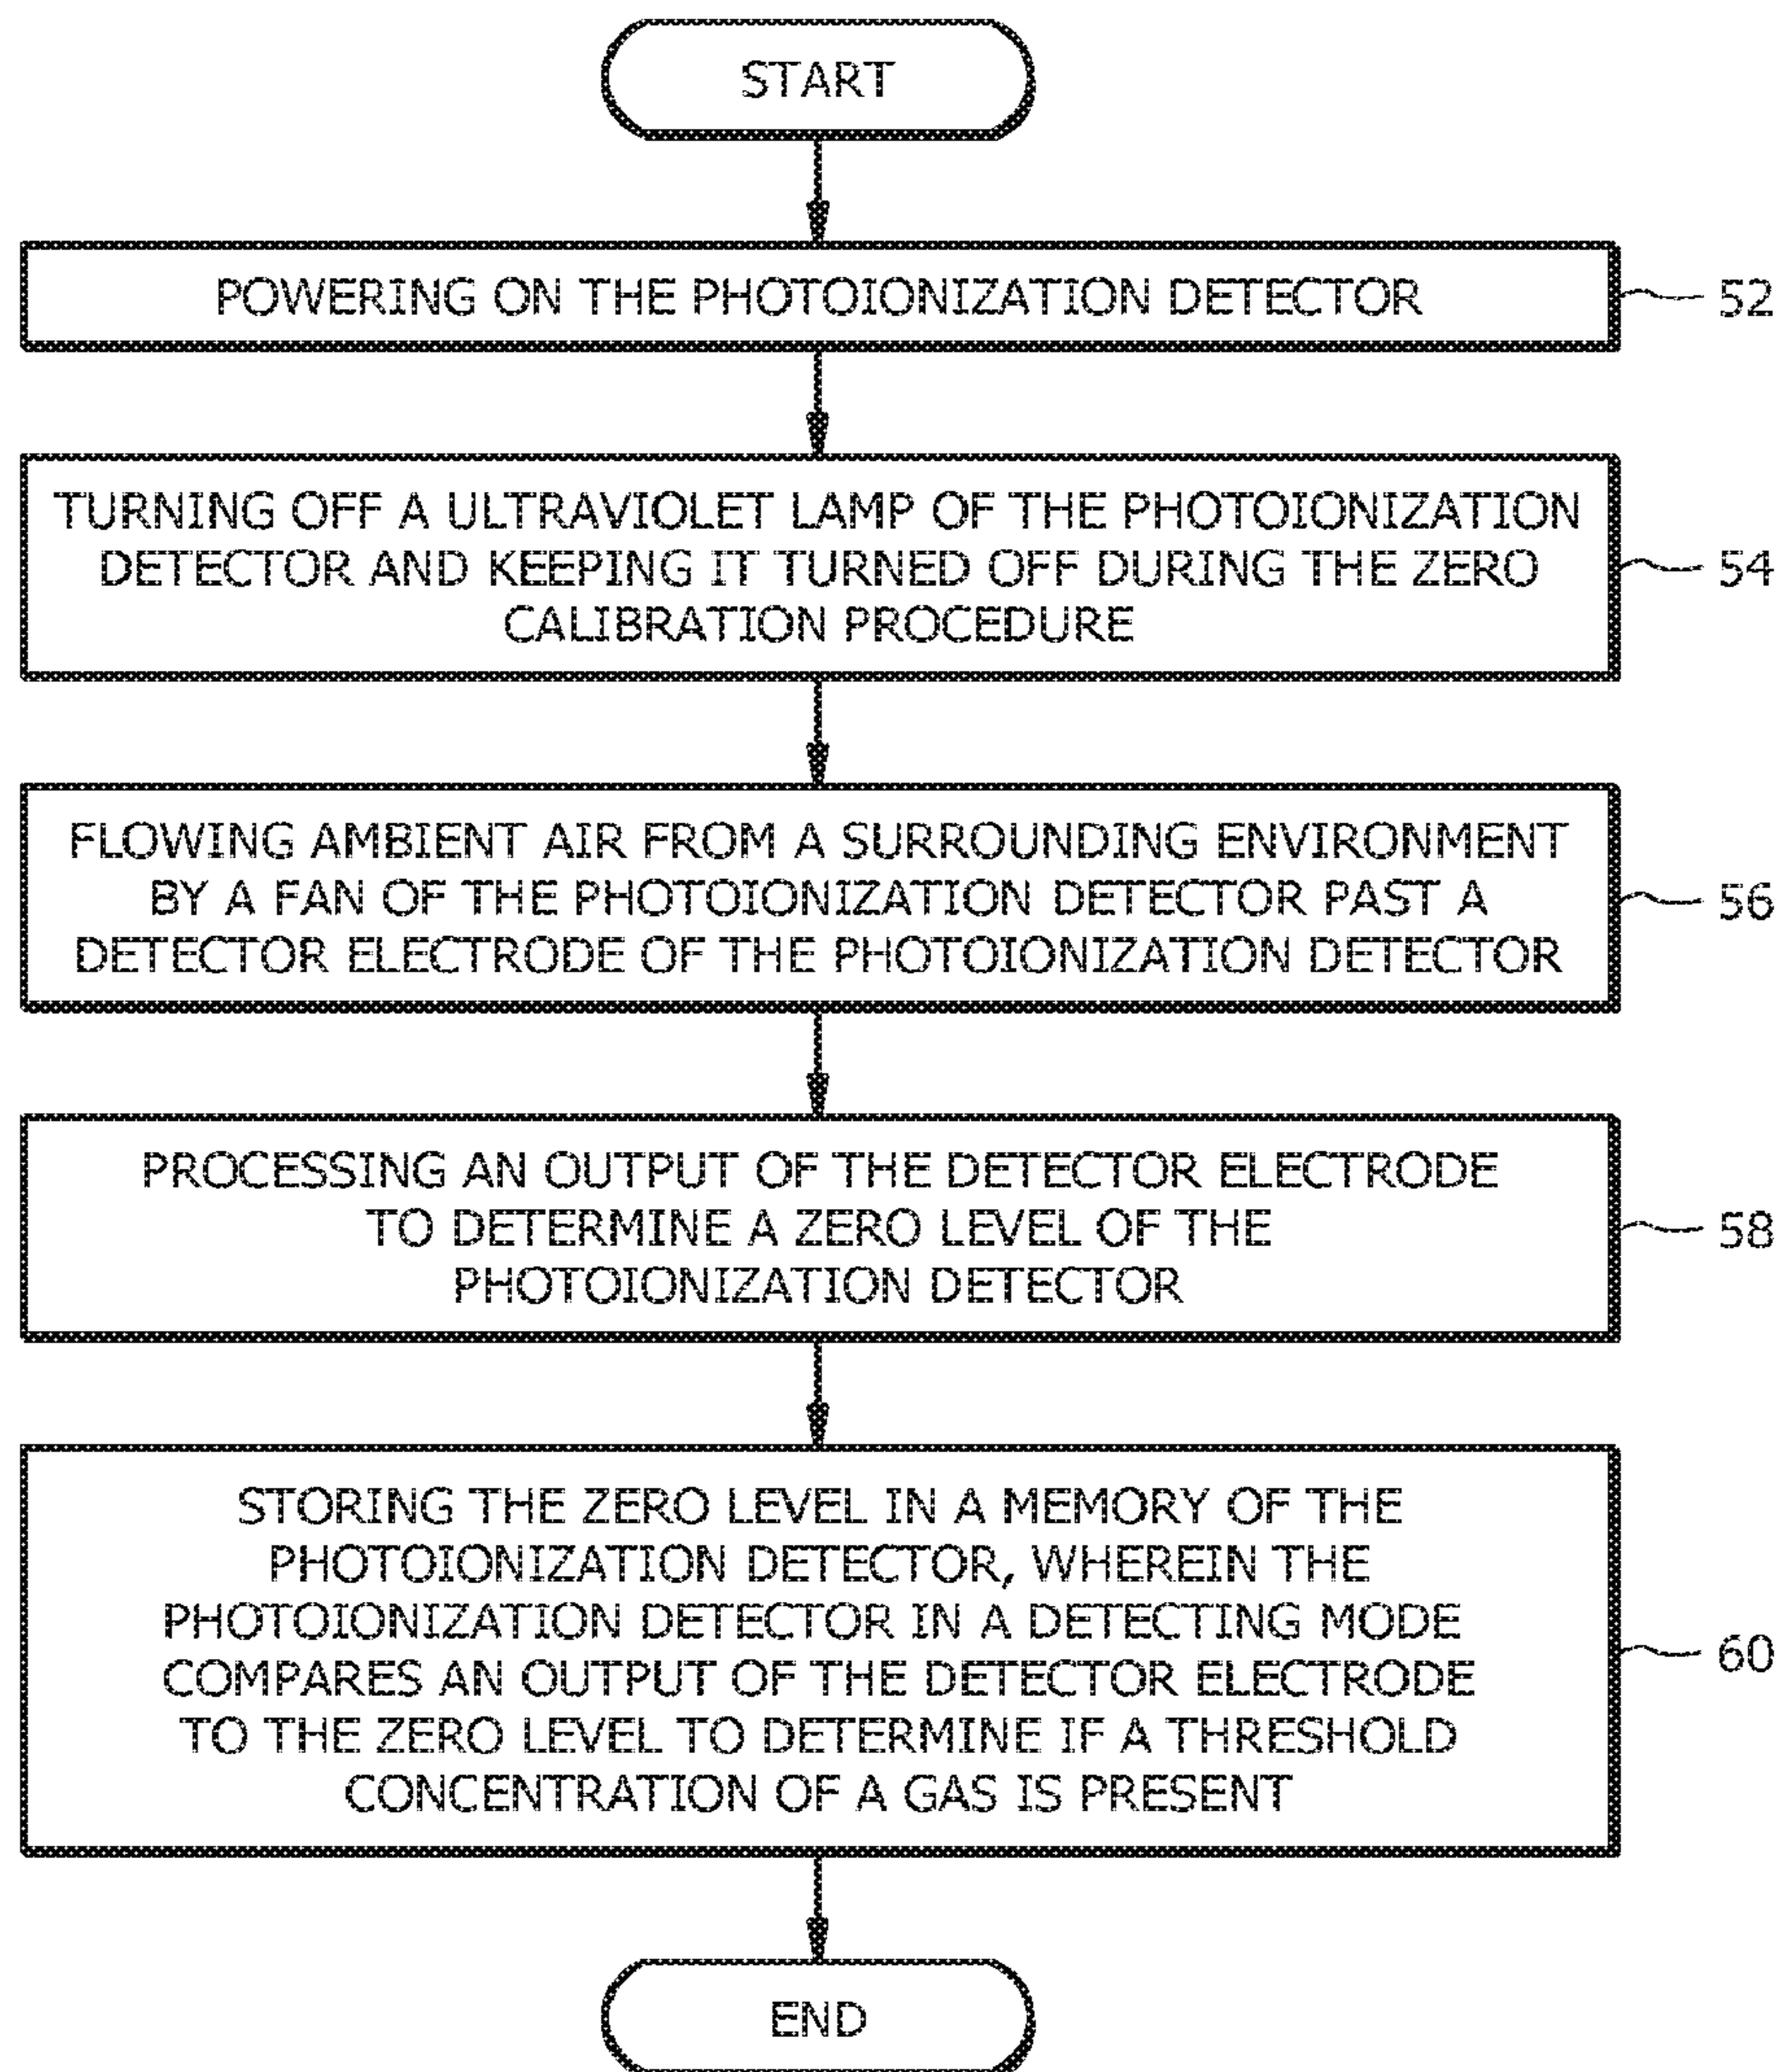 START
POWERING ON THE PHOTOIONIZATION DETECTOR
52
TURNING OFF A ULTRAVIOLET LAMP OF THE PHOTOIONIZATION
DETECTOR AND KEEPING IT TURNED OFF DURING THE ZERO
CALIBRATION PROCEDURE
54
FLOWING AMBIENT AIR FROM A SURROUNDING ENVIRONMENT
BY A FAN OF THE PHOTOIONIZATION DETECTOR PAST A
DETECTOR ELECTRODE OF THE PHOTOIONIZATION DETECTOR
56
PROCESSING AN OUTPUT OF THE DETECTOR ELECTRODE
TO DETERMINE A ZERO LEVEL OF THE
PHOTOIONIZATION DETECTOR
58
STORING THE ZERO LEVEL IN A MEMORY OF THE
PHOTOIONIZATION DETECTOR, WHEREIN THE
PHOTOIONIZATION DETECTOR IN A DETECTING MODE
COMPARES AN OUTPUT OF THE DETECTOR ELECTRODE
TO THE ZERO LEVEL TO DETERMINE IF A THRESHOLD
CONCENTRATION OF A GAS IS PRESENT
60
END